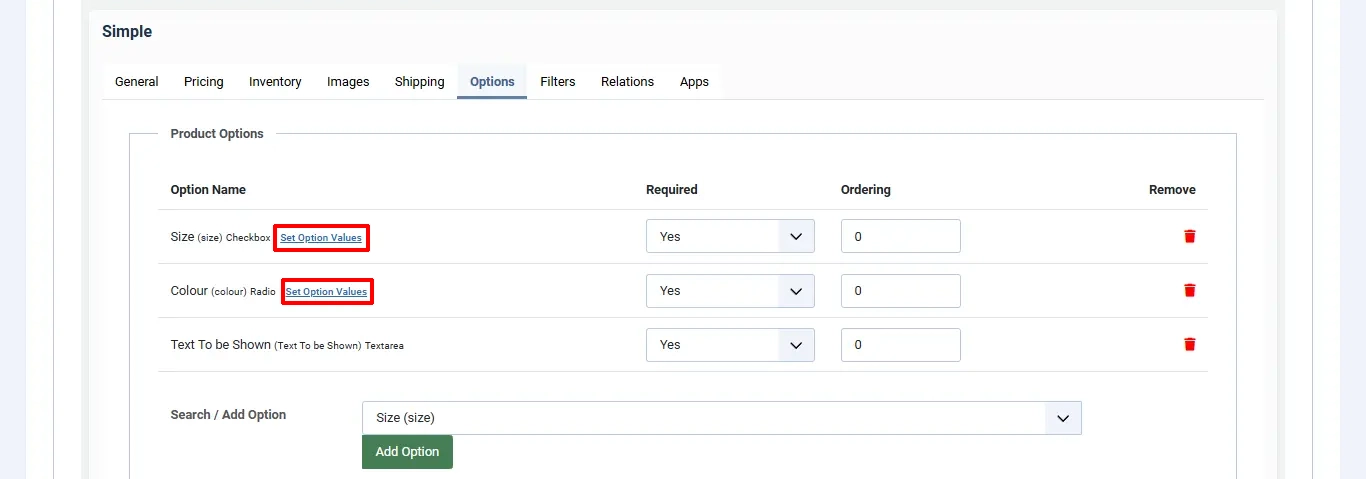 Simple
General Pricing Inventory Images Shipping Options Filters Relations Apps
Product Options
Option Name Required Ordering Remove
Size (size) Checkbox Set Option Values Yes 0
Colour (colour) Radio Set Option Values Yes 0
Text To be Shown (Text To be Shown) Textarea Yes 0
Search / Add Option Size (size)
Add Option